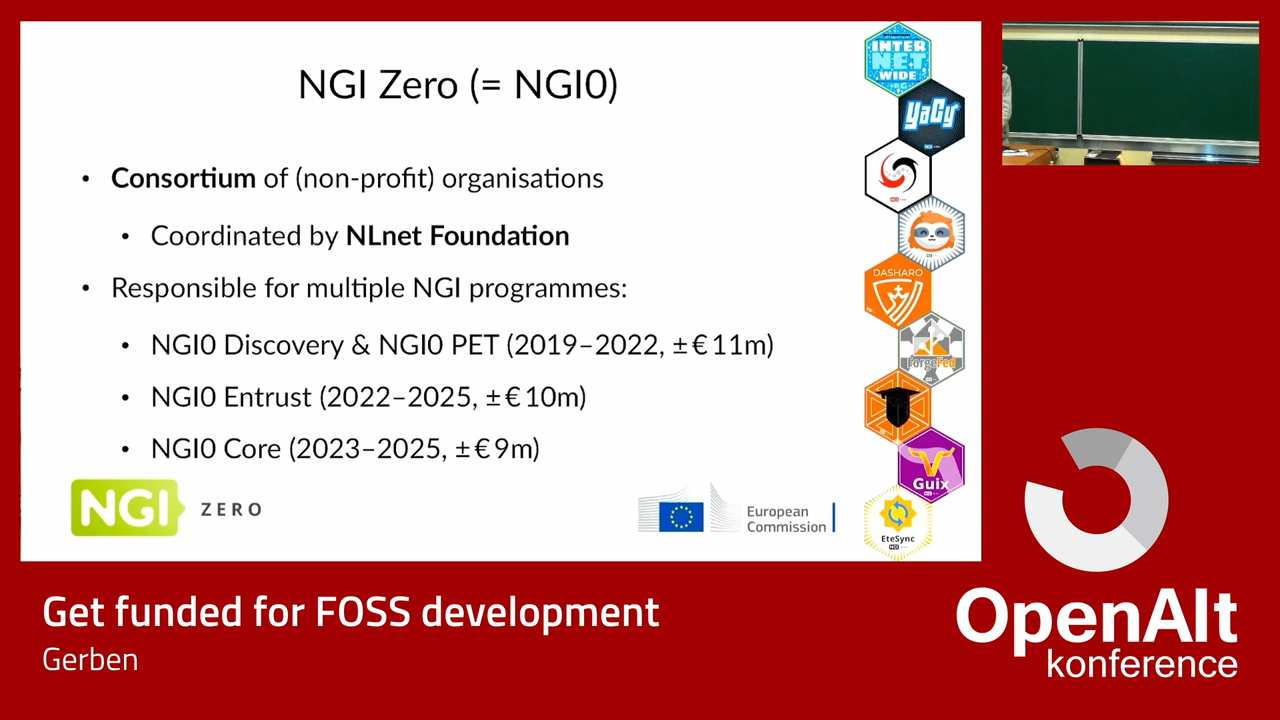 NGI Zero (= NGI0)
• Consortium of (non-profit) organisations
• Coordinated by NLnet Foundation
• Responsible for multiple NGI programmes:
• NGI0 Discovery & NGI0 PET (2019–2022, ±€11m)
• NGI0 Entrust (2022–2025, ±€10m)
• NGI0 Core (2023–2025, ±€9m)
NGI ZERO
European
Commission
INTER
NET
WIDE
ORG
YaCy
DASHARO
ForgeFed
Guix
EteSync
Get funded for FOSS development
Gerben
OpenAlt
konference